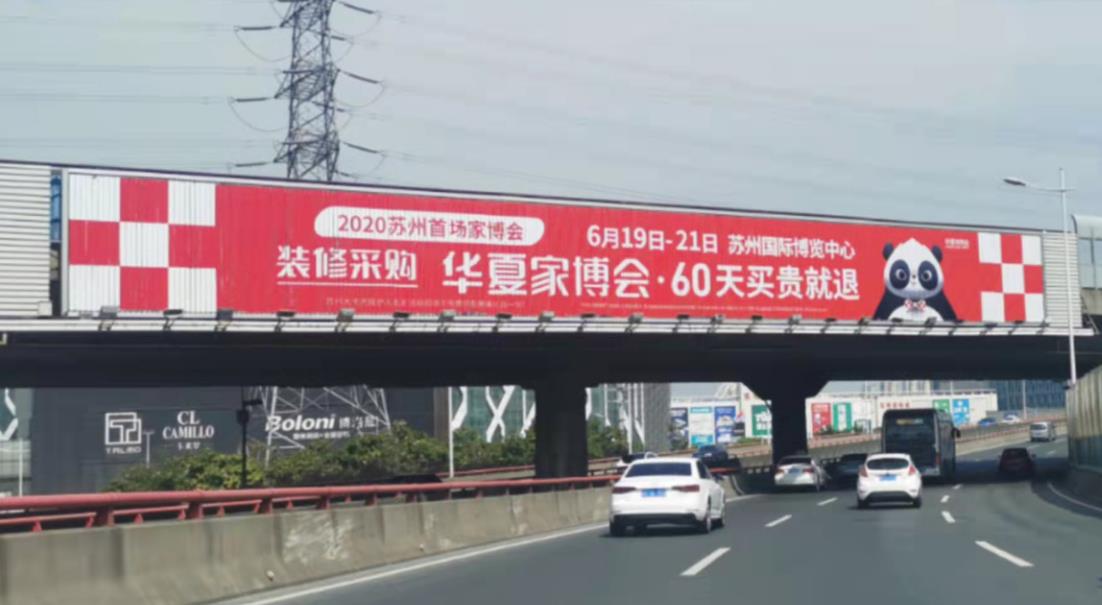 2020苏州首场家博会
6月19日-21日 苏州国际博览中心
装修采购 华夏家博会·60天买贵就退
CL
CAMILLO
Boloni